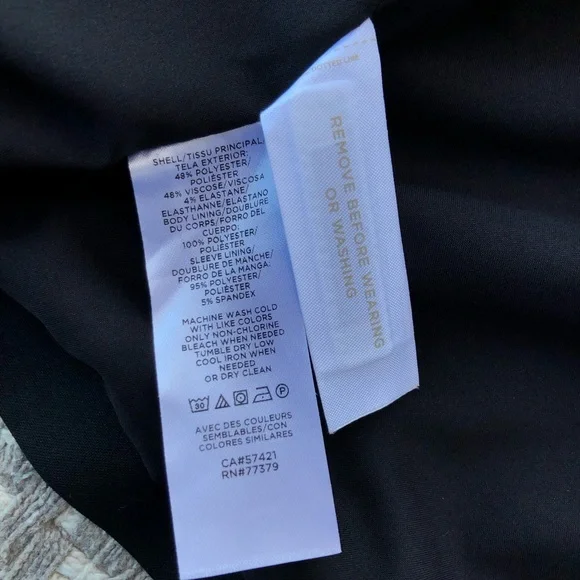 SHELL/TISSU PRINCIPAL/
TELA EXTERIOR:
48% POLYESTER/
POLIÉSTER
48% VISCOSE/VISCOSA
4% ELASTANE/
ELASTHANNE/ELASTANO
BODY LINING/DOUBLURE
DU CORPS/FORRO DEL
CUERPO:
100% POLYESTER/
POLIÉSTER
SLEEVE LINING/
DOUBLURE DE MANCHE/
FORRO DE LA MANGA:
95% POLYESTER/
POLIÉSTER
5% SPANDEX
MACHINE WASH COLD
WITH LIKE COLORS
ONLY NON-CHLORINE
BLEACH WHEN NEEDED
TUMBLE DRY LOW
COOL IRON WHEN
NEEDED
OR DRY CLEAN
30 P
AVEC DES COULEURS
SEMBLABLES/CON
COLORES SIMILARES
CA#57421
RN#77379
DOTTED LINE
REMOVE BEFORE WEARING
OR WASHING